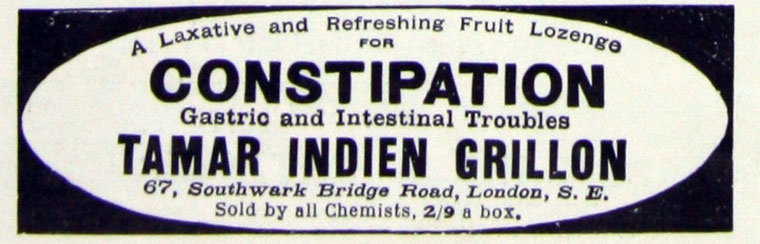 A Laxative and Refreshing Fruit Lozenge
FOR
CONSTIPATION
Gastric and Intestinal Troubles
TAMAR INDIEN GRILLON
67, Southwark Bridge Road, London, S. E.
Sold by all Chemists, 2/9 a box.